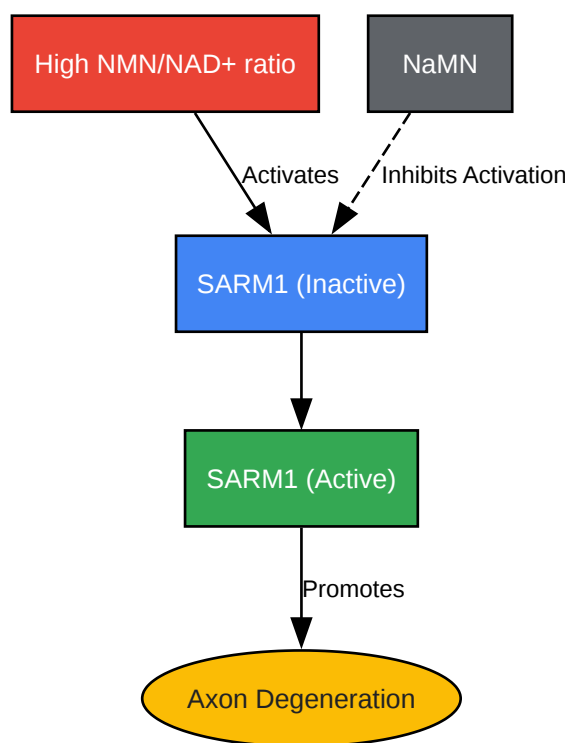 High NMN/NAD+ ratio
NaMN
Activates
Inhibits Activation
SARM1 (Inactive)
SARM1 (Active)
Promotes
Axon Degeneration